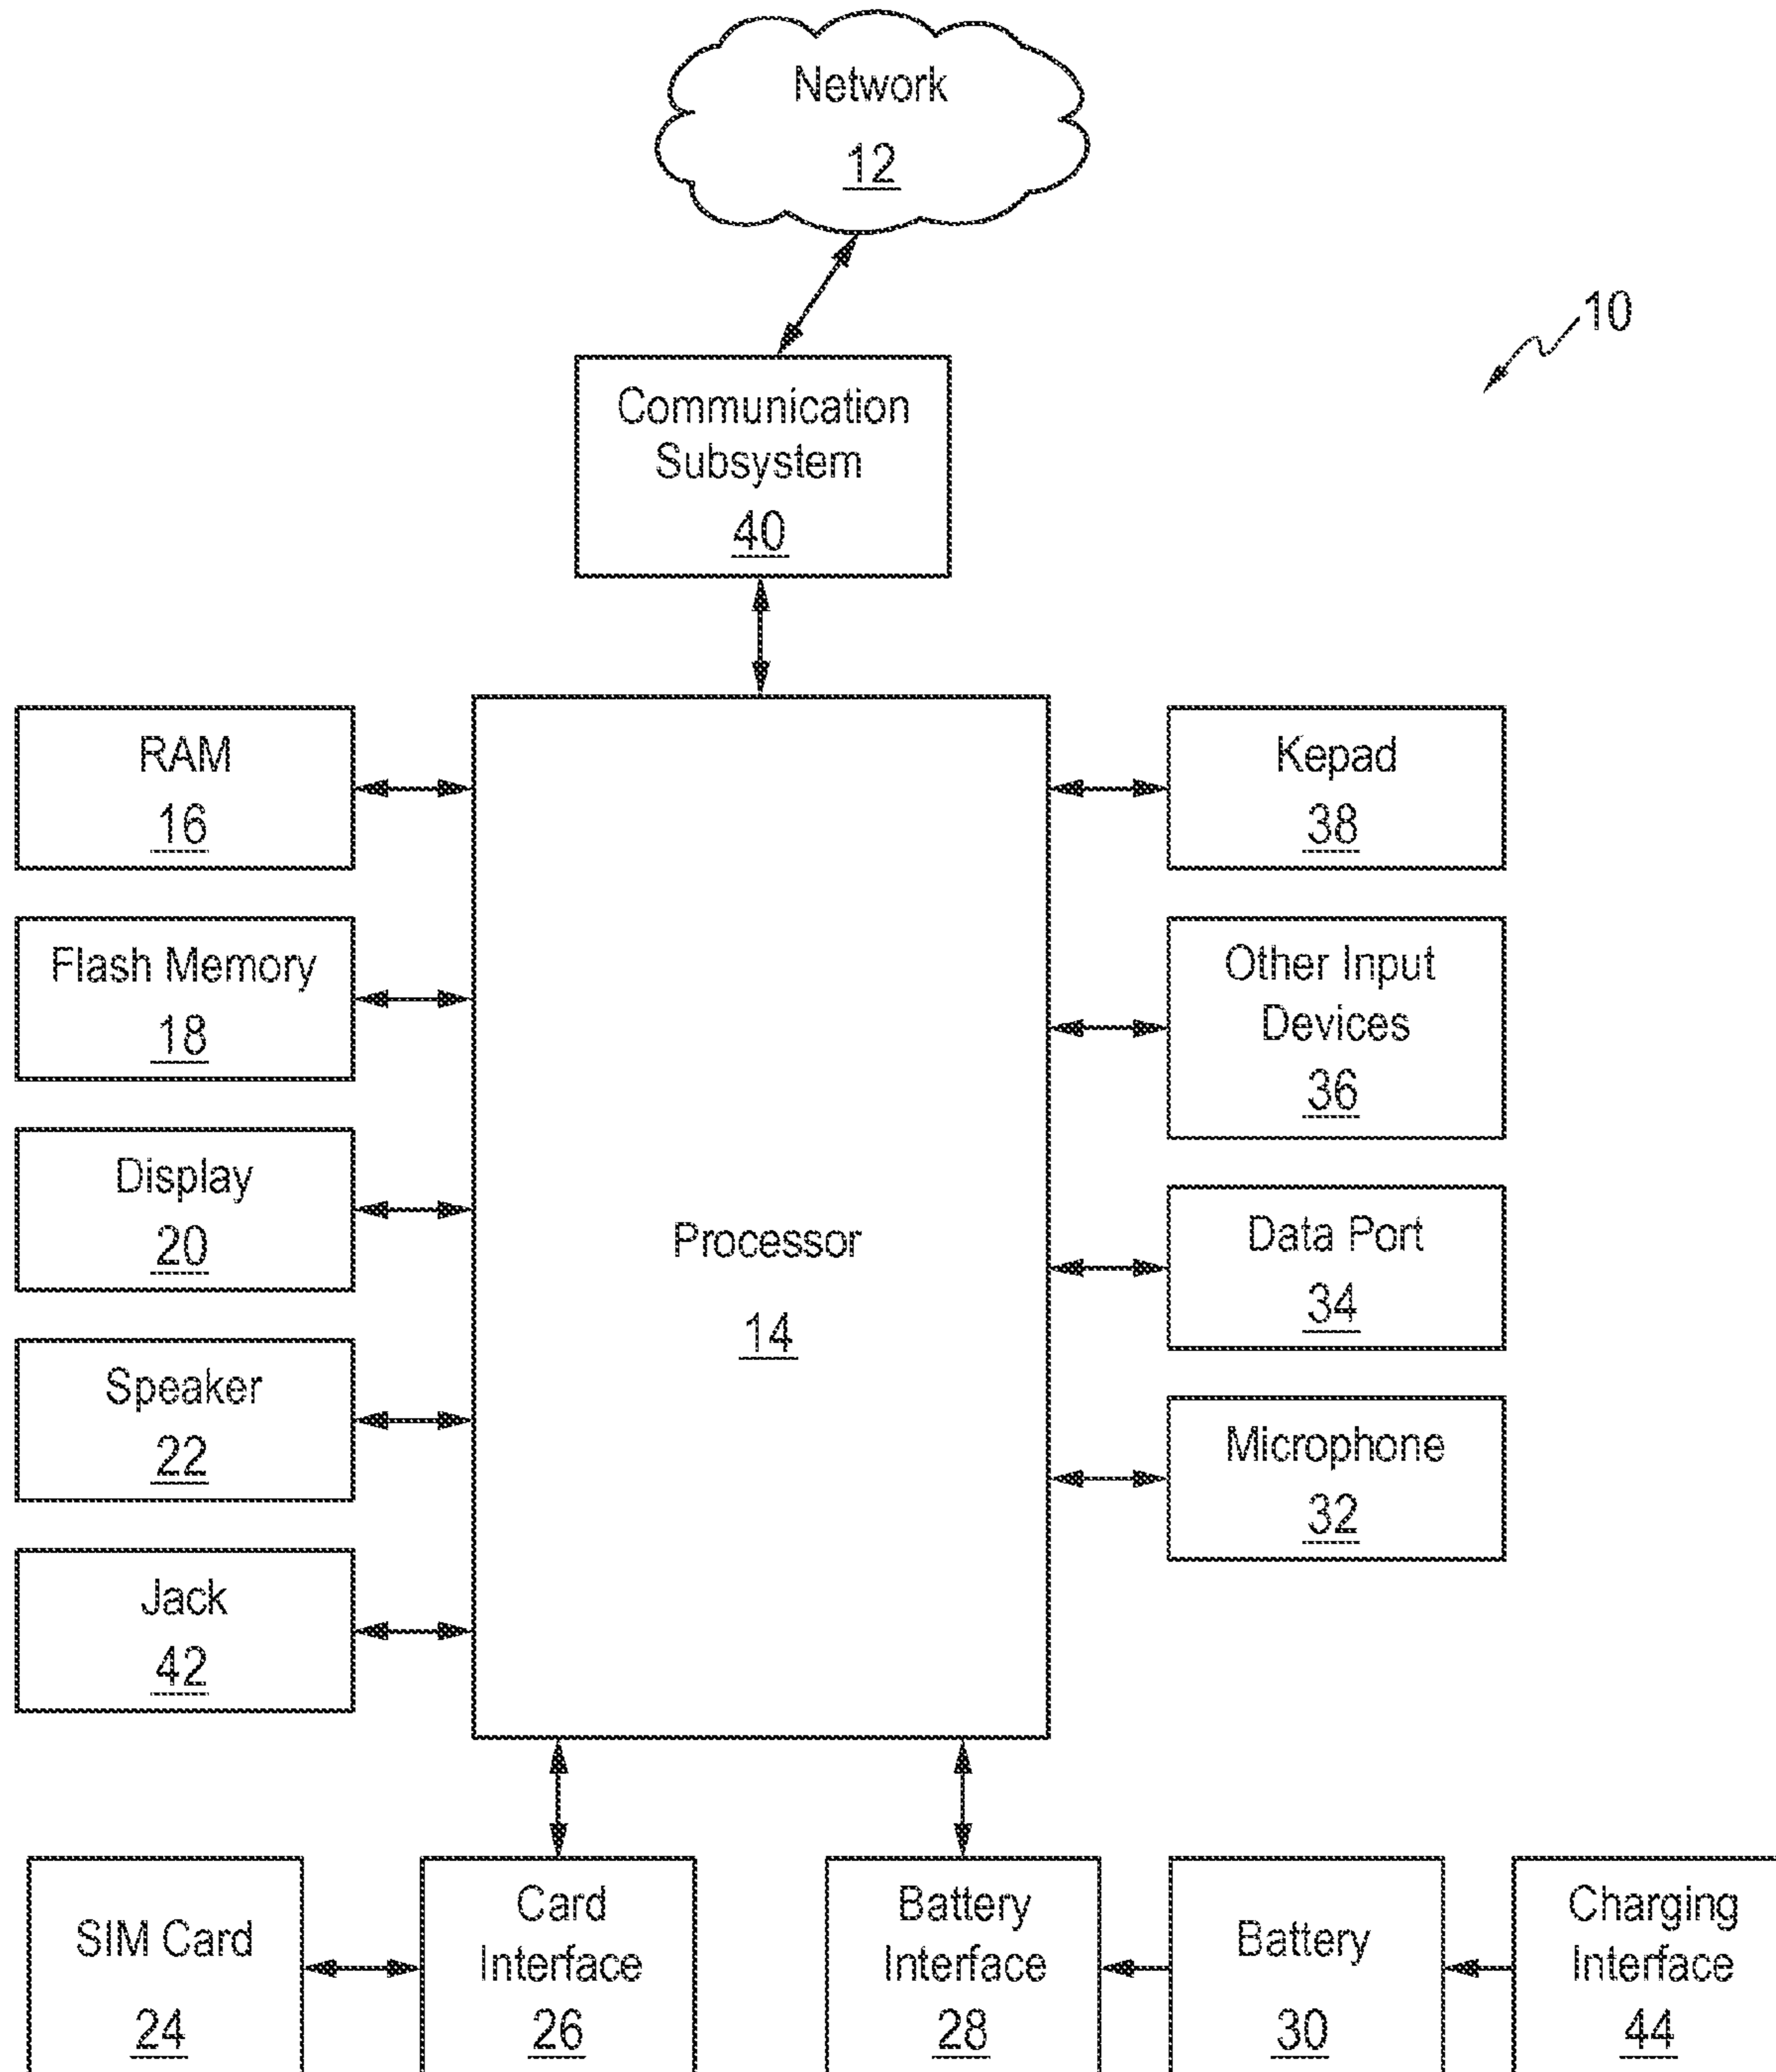 Network
12
10
Communication
Subsystem
40
RAM
16
Flash Memory
18
Display
20
Speaker
22
Jack
42
Processor
14
Kepad
38
Other Input
Devices
36
Data Port
34
Microphone
32
SIM Card
24
Card
Interface
26
Battery
Interface
28
Battery
30
Charging
Interface
44